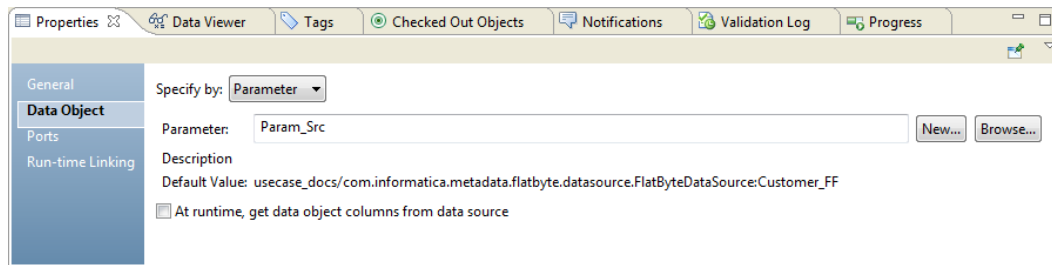 Properties Data Viewer Tags Checked Out Objects Notifications Validation Log Progress
General
Data Object
Ports
Run-time Linking
Specify by: Parameter
Parameter: Param_Src New... Browse...
Description
Default Value: usecase_docs/com.informatica.metadata.flatbyte.datasource.FlatByteDataSource:Customer_FF
At runtime, get data object columns from data source